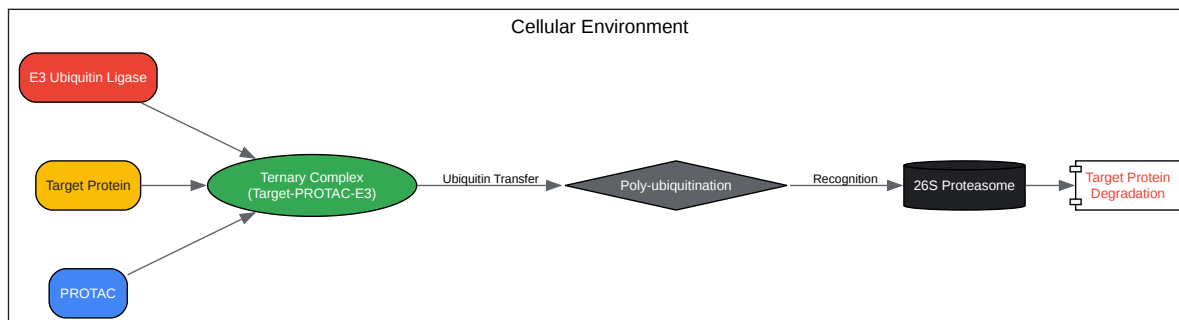 Cellular Environment
E3 Ubiquitin Ligase
Target Protein
PROTAC
Ternary Complex
(Target-PROTAC-E3)
Ubiquitin Transfer
Poly-ubiquitination
Recognition
26S Proteasome
Target Protein
Degradation